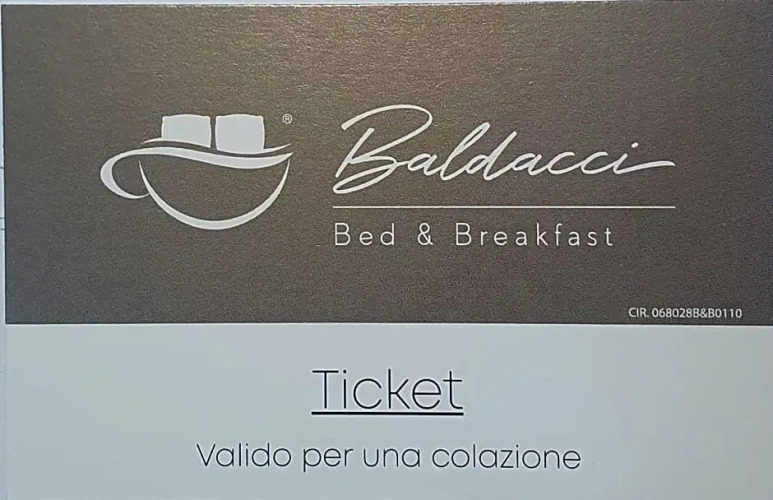 ®
Baldacci
Bed & Breakfast
CIR. 068028B&B0110
Ticket
Valido per una colazione